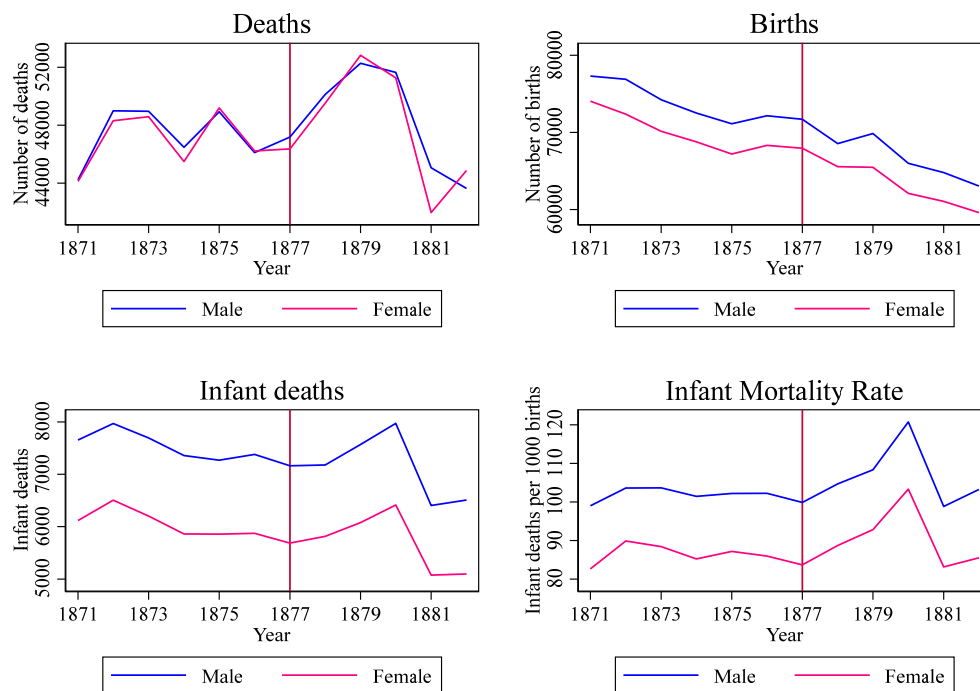 Deaths
Number of deaths
44000 48000 52000
1871 1873 1875 1877 1879 1881
Year
Male Female
Births
Number of births
60000 70000 80000
1871 1873 1875 1877 1879 1881
Year
Male Female
Infant deaths
Infant deaths
5000 6000 7000 8000
1871 1873 1875 1877 1879 1881
Year
Male Female
Infant Mortality Rate
Infant deaths per 1000 births
80 90 100 110 120
1871 1873 1875 1877 1879 1881
Year
Male Female